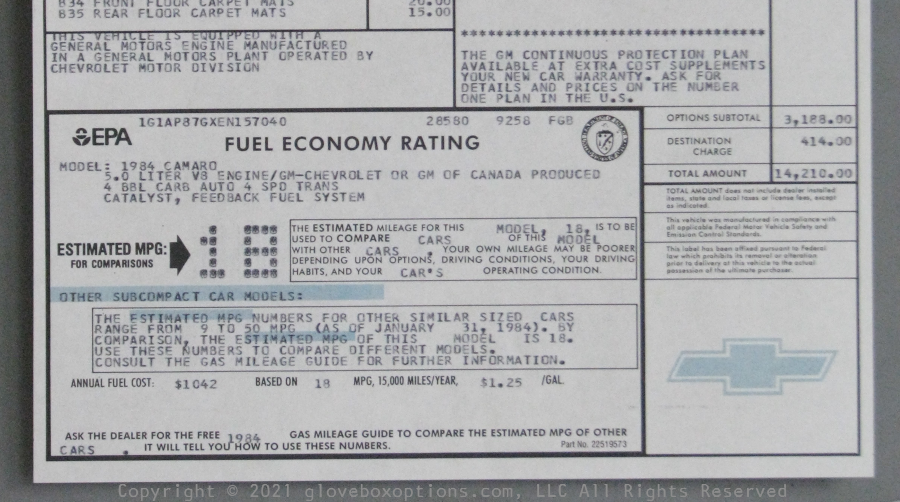 B34 FRONT FLOOR CARPET MATS 20.00
B35 REAR FLOOR CARPET MATS 15.00
THIS VEHICLE IS EQUIPPED WITH A
GENERAL MOTORS ENGINE MANUFACTURED
IN A GENERAL MOTORS PLANT OPERATED BY
CHEVROLET MOTOR DIVISION
*************************************
THE GM CONTINUOUS PROTECTION PLAN
AVAILABLE AT EXTRA COST SUPPLEMENTS
YOUR NEW CAR WARRANTY. ASK FOR
DETAILS AND PRICES ON THE NUMBER
ONE PLAN IN THE U.S.
OPTIONS SUBTOTAL 3,188.00
DESTINATION CHARGE 414.00
TOTAL AMOUNT 14,210.00
EPA 1G1AP87GXEN157040 28580 9258 FGB
FUEL ECONOMY RATING
MODEL: 1984 CAMARO
5.0 LITER V8 ENGINE/GM-CHEVROLET OR GM OF CANADA PRODUCED
4 BBL CARB AUTO 4 SPD TRANS
CATALYST, FEEDBACK FUEL SYSTEM
ESTIMATED MPG:
FOR COMPARISONS
18
THE ESTIMATED MILEAGE FOR THIS MODEL, 18, IS TO BE
USED TO COMPARE CARS OF THIS MODEL
WITH OTHER CARS . YOUR OWN MILEAGE MAY BE POORER
DEPENDING UPON OPTIONS, DRIVING CONDITIONS, YOUR DRIVING
HABITS, AND YOUR CAR'S OPERATING CONDITION.
OTHER SUBCOMPACT CAR MODELS:
THE ESTIMATED MPG NUMBERS FOR OTHER SIMILAR SIZED CARS
RANGE FROM 9 TO 50 MPG (AS OF JANUARY 31, 1984). BY
COMPARISON, THE ESTIMATED MPG OF THIS MODEL IS 18.
USE THESE NUMBERS TO COMPARE DIFFERENT MODELS.
CONSULT THE GAS MILEAGE GUIDE FOR FURTHER INFORMATION.
ANNUAL FUEL COST: $1042 BASED ON 18 MPG, 15,000 MILES/YEAR, $1.25 /GAL.
ASK THE DEALER FOR THE FREE 1984 GAS MILEAGE GUIDE TO COMPARE THE ESTIMATED MPG OF OTHER
CARS . IT WILL TELL YOU HOW TO USE THESE NUMBERS. Part No. 22519573
TOTAL AMOUNT does not include dealer installed
items, state and local taxes or license fees, except
as indicated.
This vehicle was manufactured in compliance with
all applicable Federal Motor Vehicle Safety and
Emission Control Standards.
This label has been affixed pursuant to Federal
law which prohibits its removal or alteration
prior to delivery of this vehicle to the actual
possession of the ultimate purchaser.
Copyright © 2021 gloveboxoptions.com, LLC All Rights Reserved